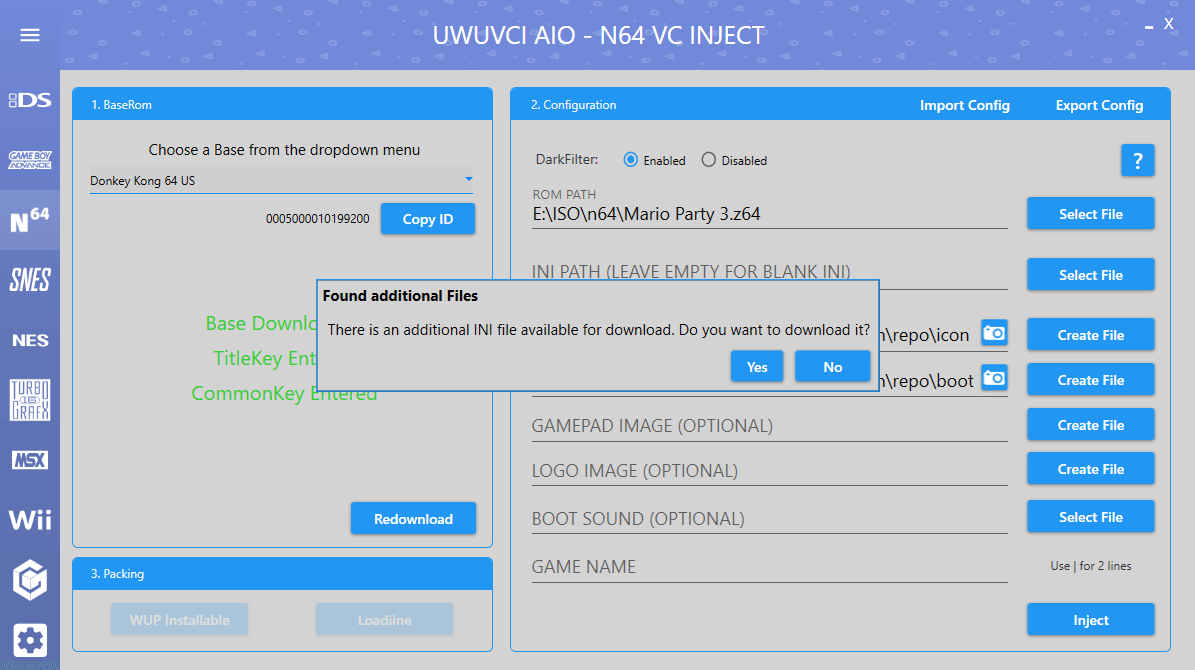 UWUVCI AIO - N64 VC INJECT
X
DS
GAME BOY ADVANCE
N64
SNES
NES
TURBO 16 GRAFX
MSX
Wii
1. BaseRom
Choose a Base from the dropdown menu
Donkey Kong 64 US
0005000010199200
Copy ID
Base Downlo
TitleKey Ent
CommonKey Entered
Redownload
3. Packing
WUP Installable
Loadiine
2. Configuration
Import Config
Export Config
DarkFilter:
Enabled
Disabled
?
ROM PATH
E:\ISO\n64\Mario Party 3.z64
Select File
INI PATH (LEAVE EMPTY FOR BLANK INI)
Select File
Found additional Files
There is an additional INI file available for download. Do you want to download it?
Yes
No
\repo\icon
Create File
\repo\boot
Create File
GAMEPAD IMAGE (OPTIONAL)
Create File
LOGO IMAGE (OPTIONAL)
Create File
BOOT SOUND (OPTIONAL)
Select File
GAME NAME
Use | for 2 lines
Inject